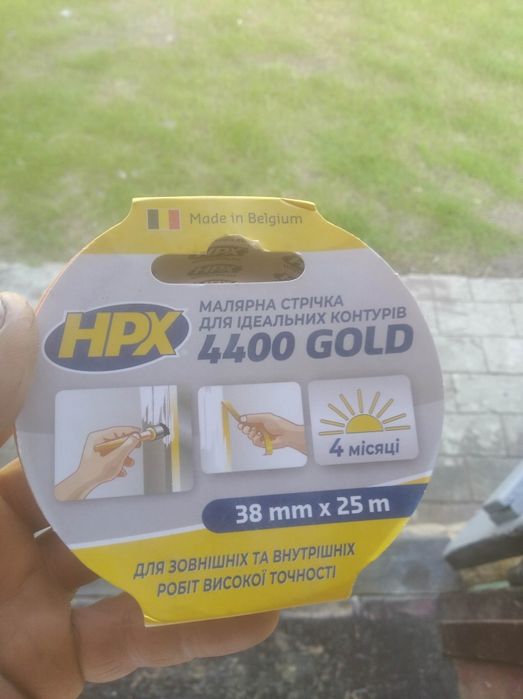 Made in Belgium
HPX
HPX
МАЛЯРНА СТРІЧКА
ДЛЯ ІДЕАЛЬНИХ КОНТУРІВ
4400 GOLD
4 місяці
38 mm x 25 m
ДЛЯ ЗОВНІШНІХ ТА ВНУТРІШНІХ
РОБІТ ВИСОКОЇ ТОЧНОСТІ